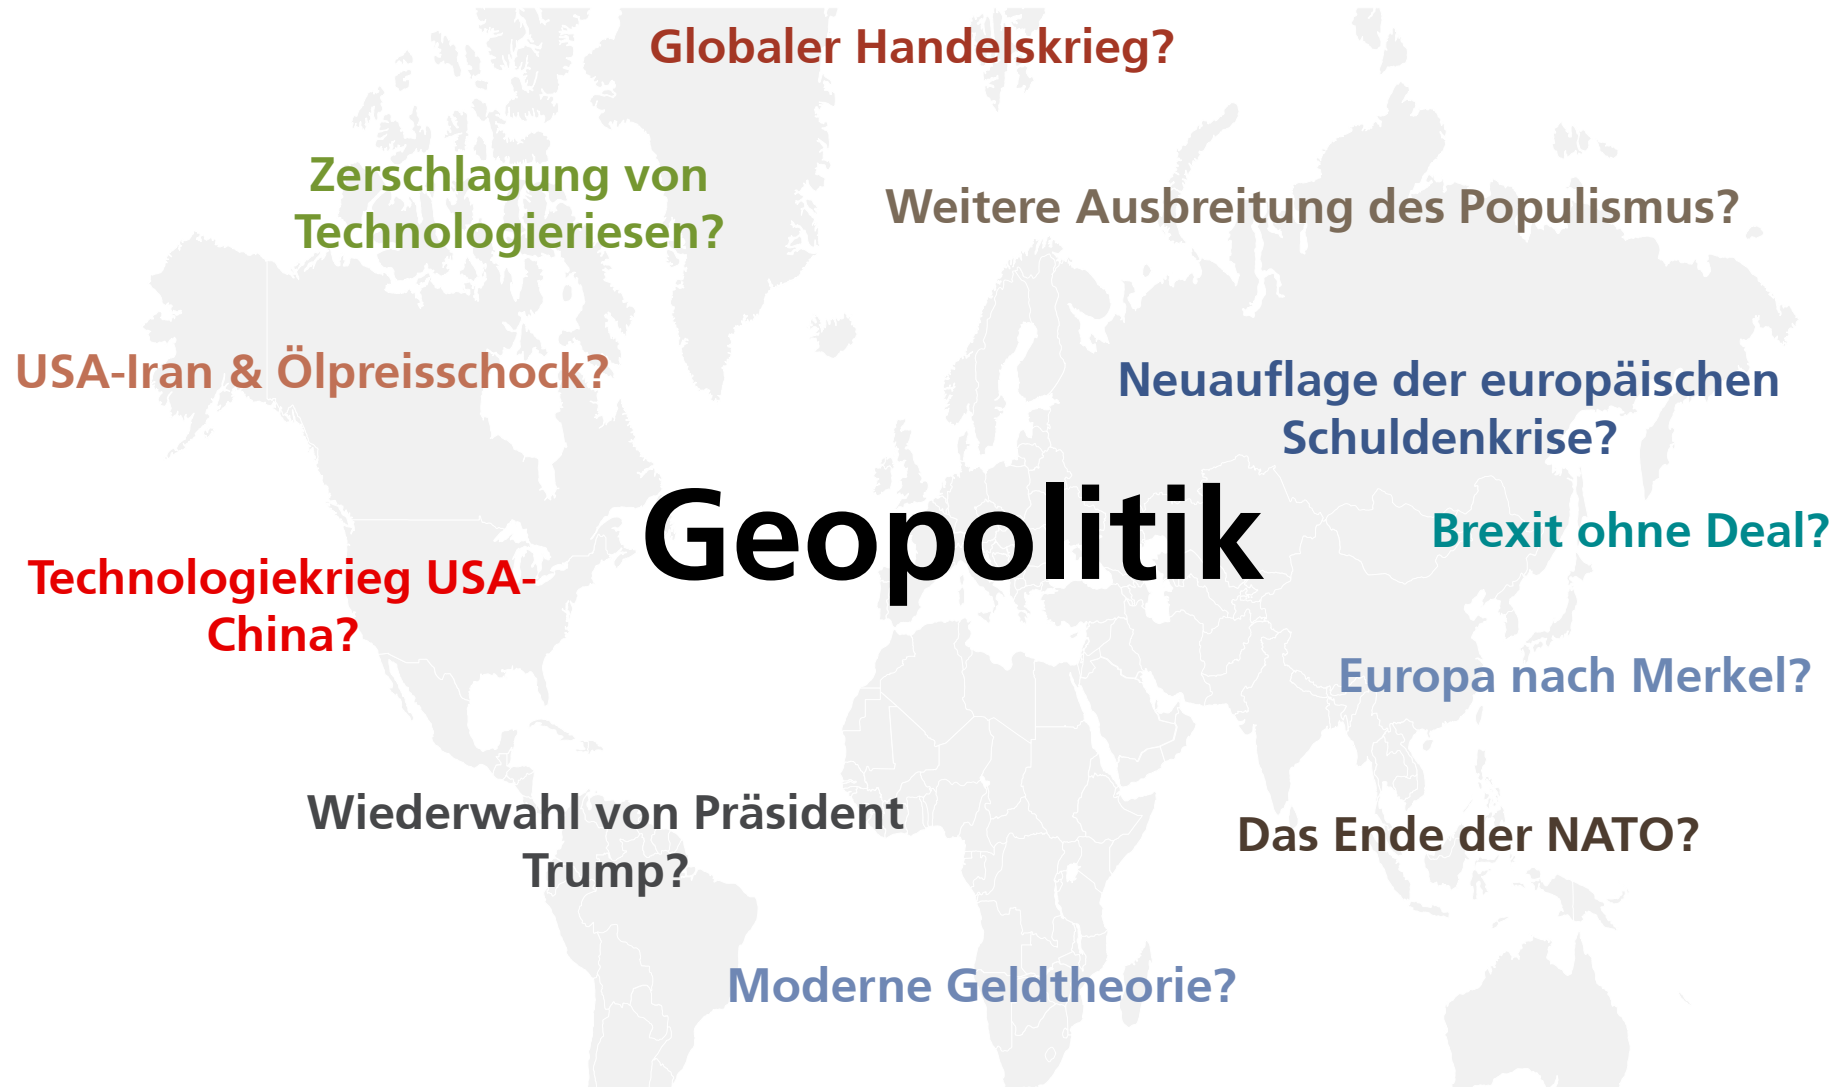 Globaler Handelskrieg?
Zerschlagung von
Technologieriesen?
Weitere Ausbreitung des Populismus?
USA-Iran & Ölpreisschock?
Neuauflage der europäischen
Schuldenkrise?
Geopolitik
Brexit ohne Deal?
Technologiekrieg USA-
China?
Europa nach Merkel?
Wiederwahl von Präsident
Trump?
Das Ende der NATO?
Moderne Geldtheorie?